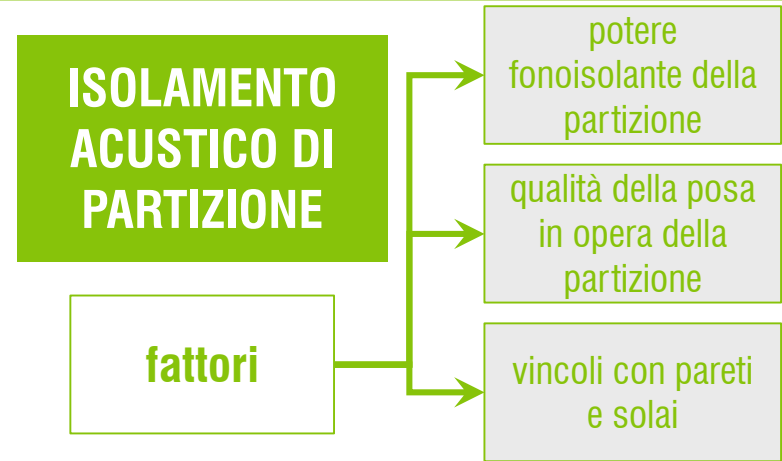 ISOLAMENTO
ACUSTICO DI
PARTIZIONE
fattori
potere
fonoisolante della
partizione
qualità della posa
in opera della
partizione
vincoli con pareti
e solai